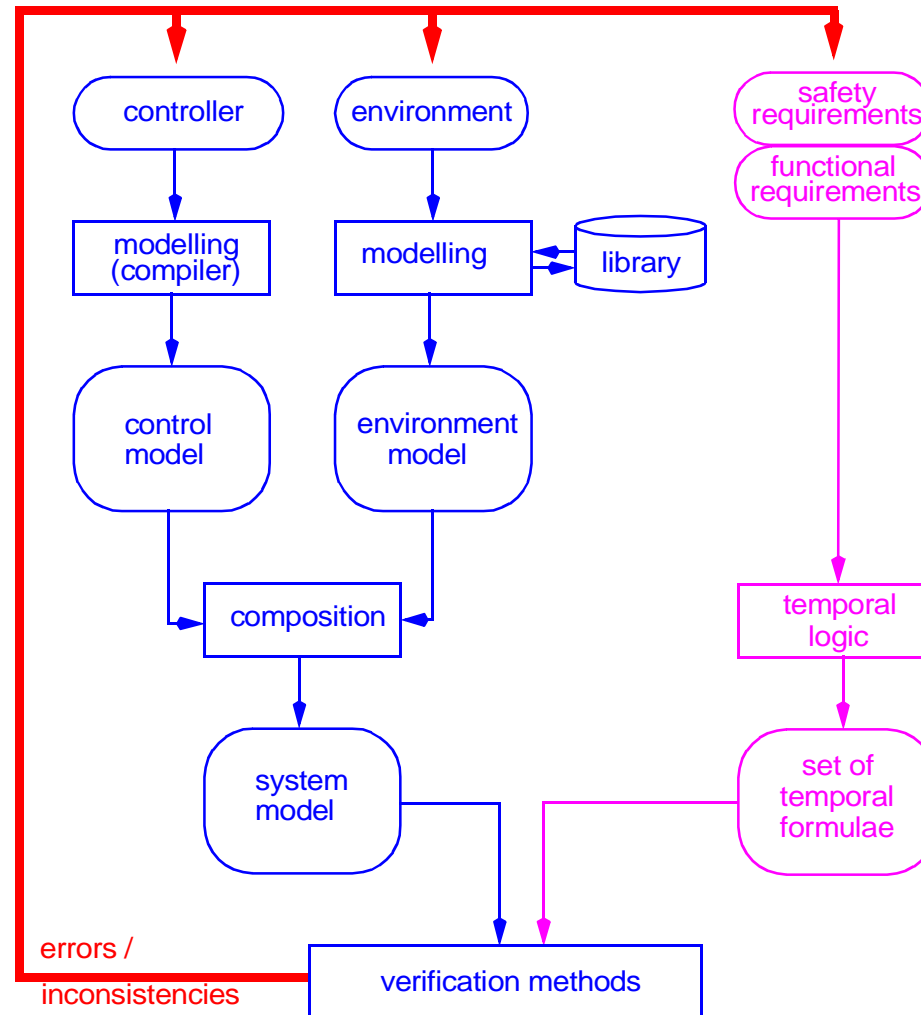 controller
environment
safety
requirements
functional
requirements
modelling
(compiler)
modelling
library
control
model
environment
model
composition
temporal
logic
system
model
set of
temporal
formulae
errors /
inconsistencies
verification methods